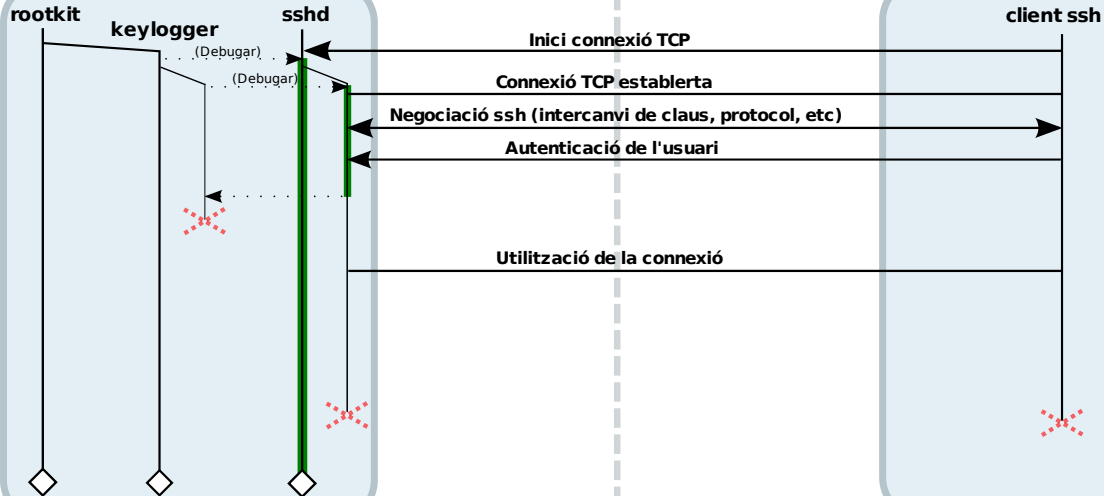 rootkit
keylogger
sshd
client ssh
Inici connexió TCP
(Debugar)
(Debugar)
Connexió TCP establerta
Negociació ssh (intercanvi de claus, protocol, etc)
Autenticació de l'usuari
Utilització de la connexió